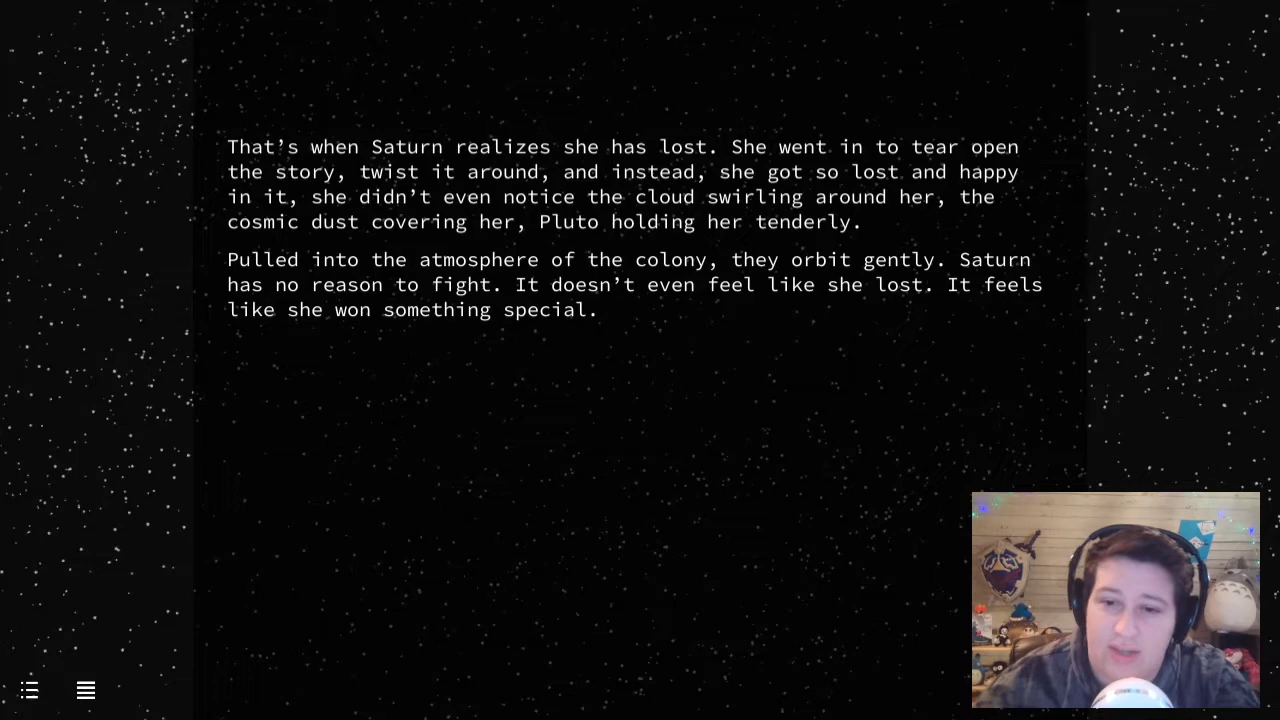 That’s when Saturn realizes she has lost. She went in to tear open
the story, twist it around, and instead, she got so lost and happy
in it, she didn’t even notice the cloud swirling around her, the
cosmic dust covering her, Pluto holding her tenderly.
Pulled into the atmosphere of the colony, they orbit gently. Saturn
has no reason to fight. It doesn’t even feel like she lost. It feels
like she won something special.